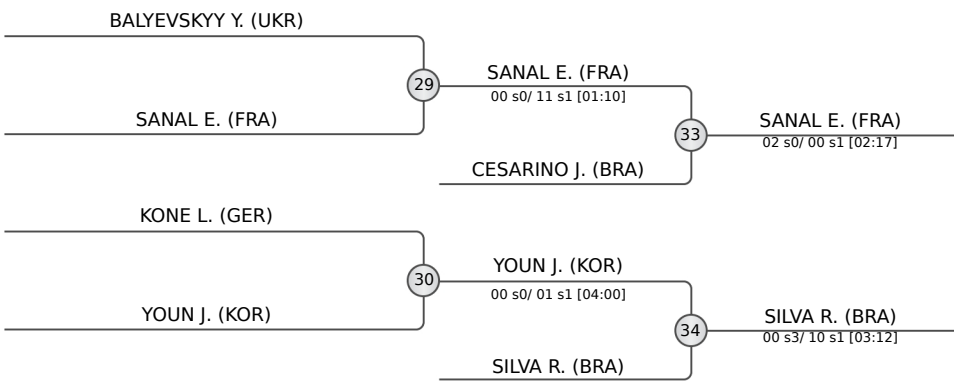 BALYEVSKYY Y. (UKR)
29
SANAL E. (FRA)
SANAL E. (FRA)
00 s0/ 11 s1 [01:10]
33
CESARINO J. (BRA)
SANAL E. (FRA)
02 s0/ 00 s1 [02:17]
KONE L. (GER)
30
YOUN J. (KOR)
YOUN J. (KOR)
00 s0/ 01 s1 [04:00]
34
SILVA R. (BRA)
SILVA R. (BRA)
00 s3/ 10 s1 [03:12]